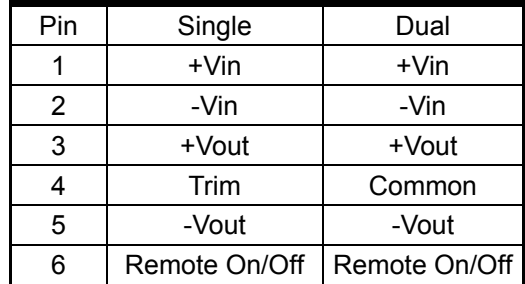 Pin Single Dual
1 +Vin +Vin
2 -Vin -Vin
3 +Vout +Vout
4 Trim Common
5 -Vout -Vout
6 Remote On/Off Remote On/Off